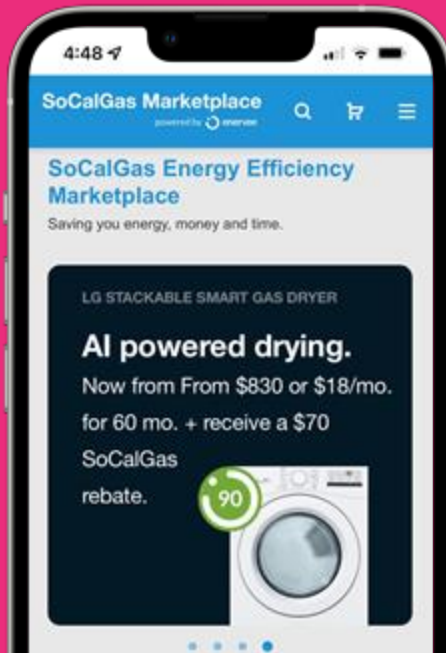 4:48
SoCalGas Marketplace
powered by enervee
SoCalGas Energy Efficiency
Marketplace
Saving you energy, money and time.
LG STACKABLE SMART GAS DRYER
AI powered drying.
Now from From $830 or $18/mo.
for 60 mo. + receive a $70
SoCalGas
rebate.
90